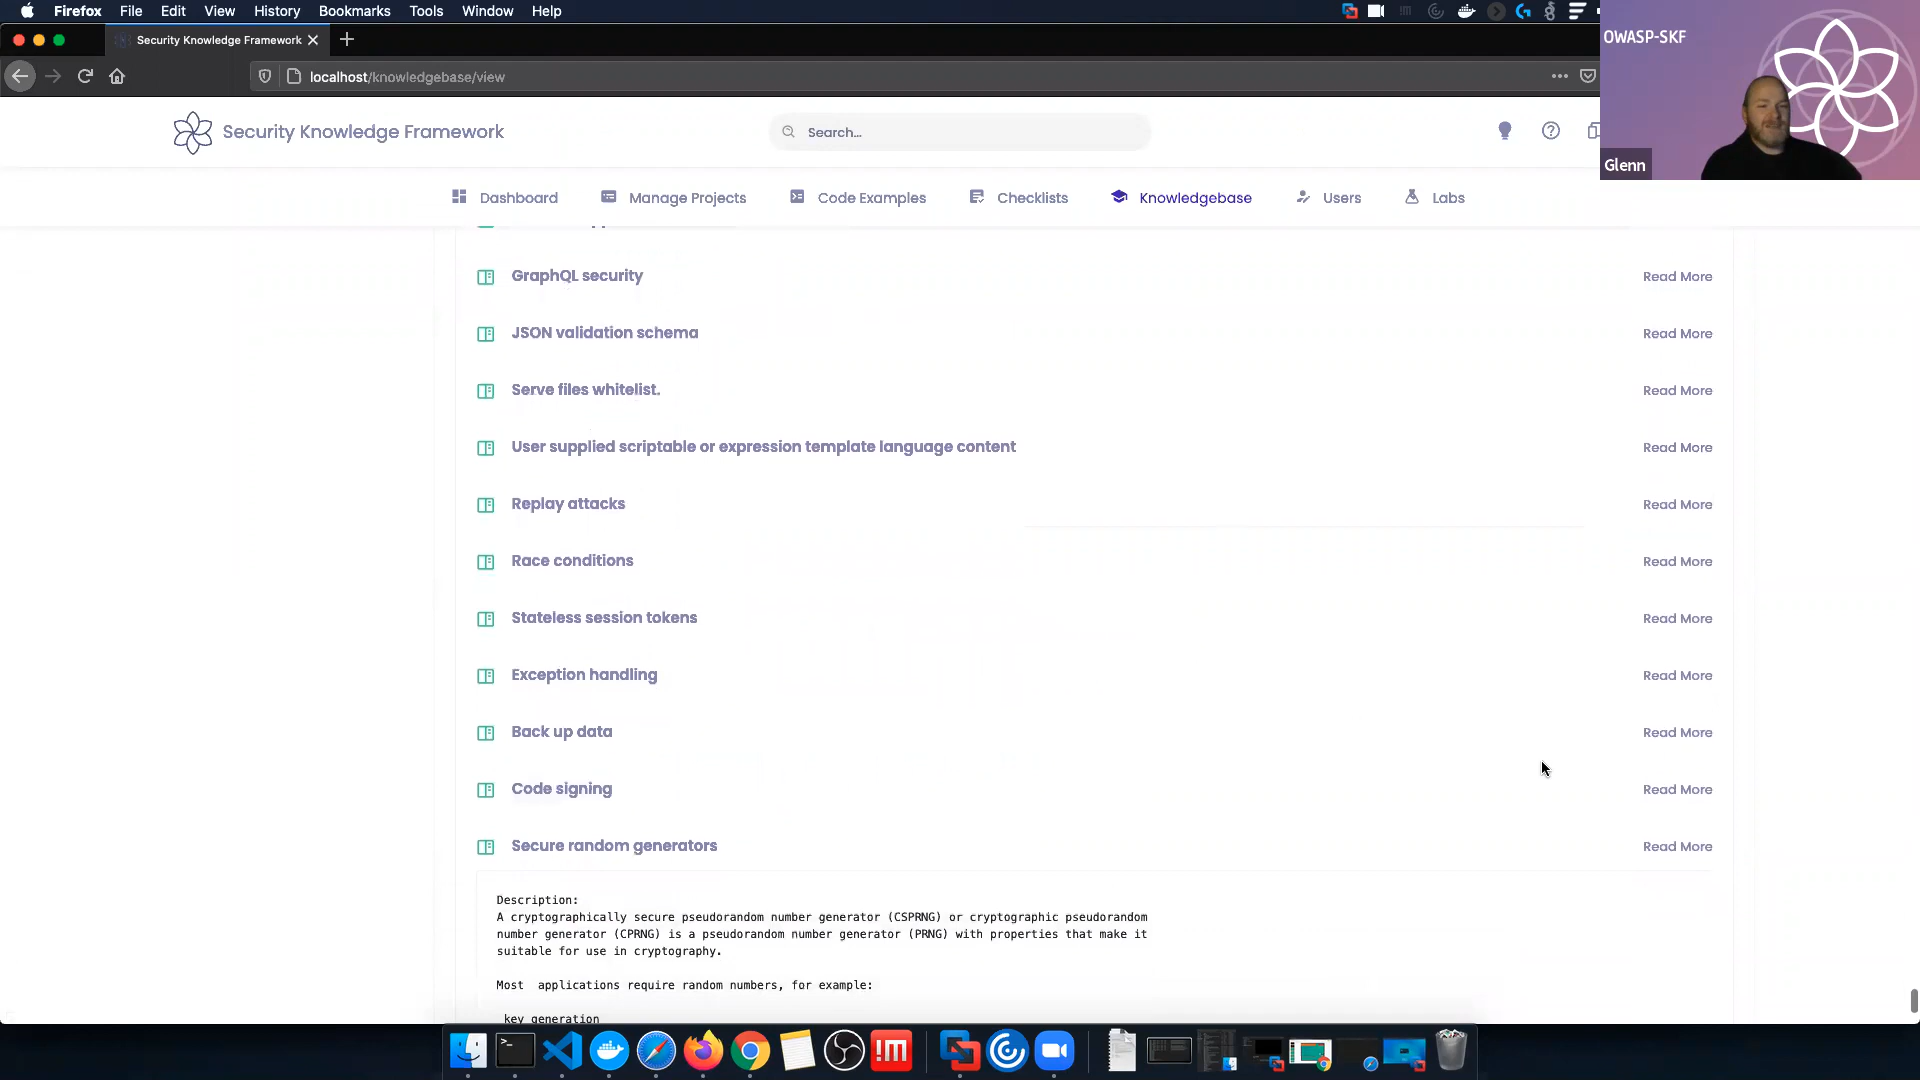 Firefox File Edit View History Bookmarks Tools Window Help
Security Knowledge Framework
localhost/knowledgebase/view
OWASP-SKF
Glenn
Security Knowledge Framework
Search...
Dashboard
Manage Projects
Code Examples
Checklists
Knowledgebase
Users
Labs
GraphQL security
Read More
JSON validation schema
Read More
Serve files whitelist.
Read More
User supplied scriptable or expression template language content
Read More
Replay attacks
Read More
Race conditions
Read More
Stateless session tokens
Read More
Exception handling
Read More
Back up data
Read More
Code signing
Read More
Secure random generators
Read More
Description:
A cryptographically secure pseudorandom number generator (CSPRNG) or cryptographic pseudorandom
number generator (CPRNG) is a pseudorandom number generator (PRNG) with properties that make it
suitable for use in cryptography.
Most  applications require random numbers, for example:
key generation